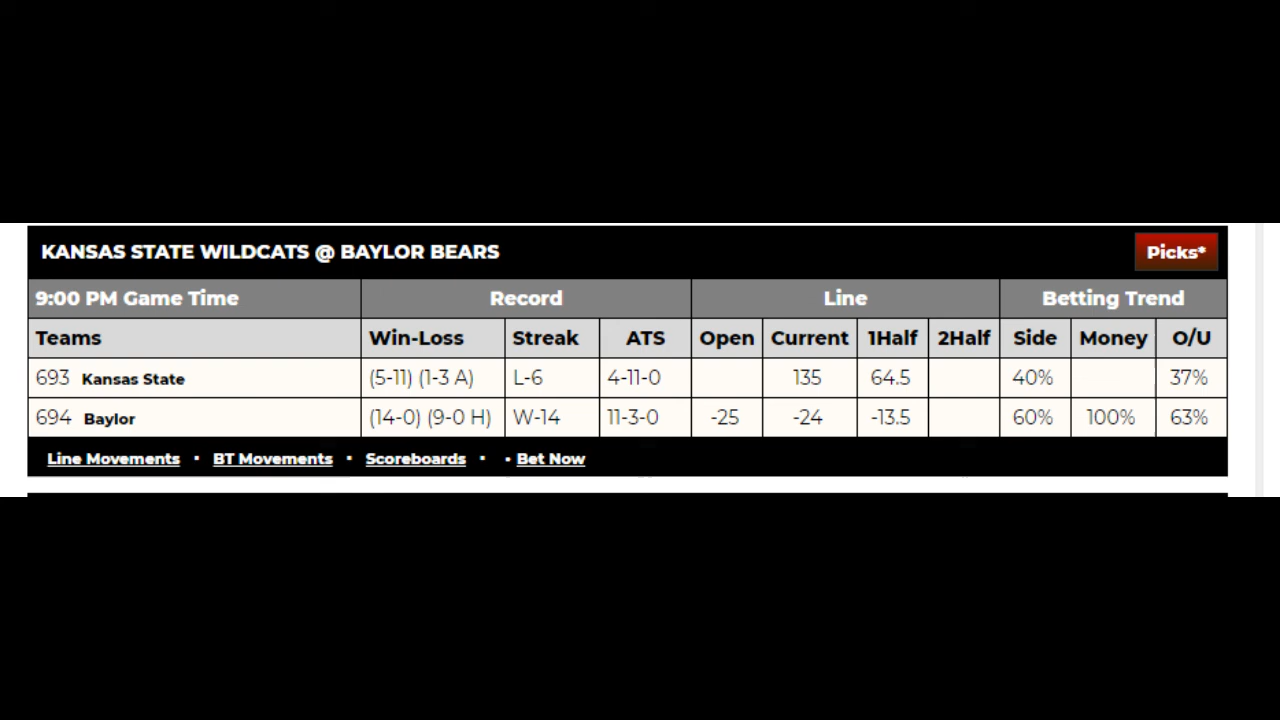 KANSAS STATE WILDCATS @ BAYLOR BEARS Picks*
9:00 PM Game Time Record Line Betting Trend
Teams Win-Loss Streak ATS Open Current 1Half 2Half Side Money O/U
693 Kansas State (5-11) (1-3 A) L-6 4-11-0 135 64.5 40% 37%
694 Baylor (14-0) (9-0 H) W-14 11-3-0 -25 -24 -13.5 60% 100% 63%
Line Movements • BT Movements • Scoreboards • • Bet Now